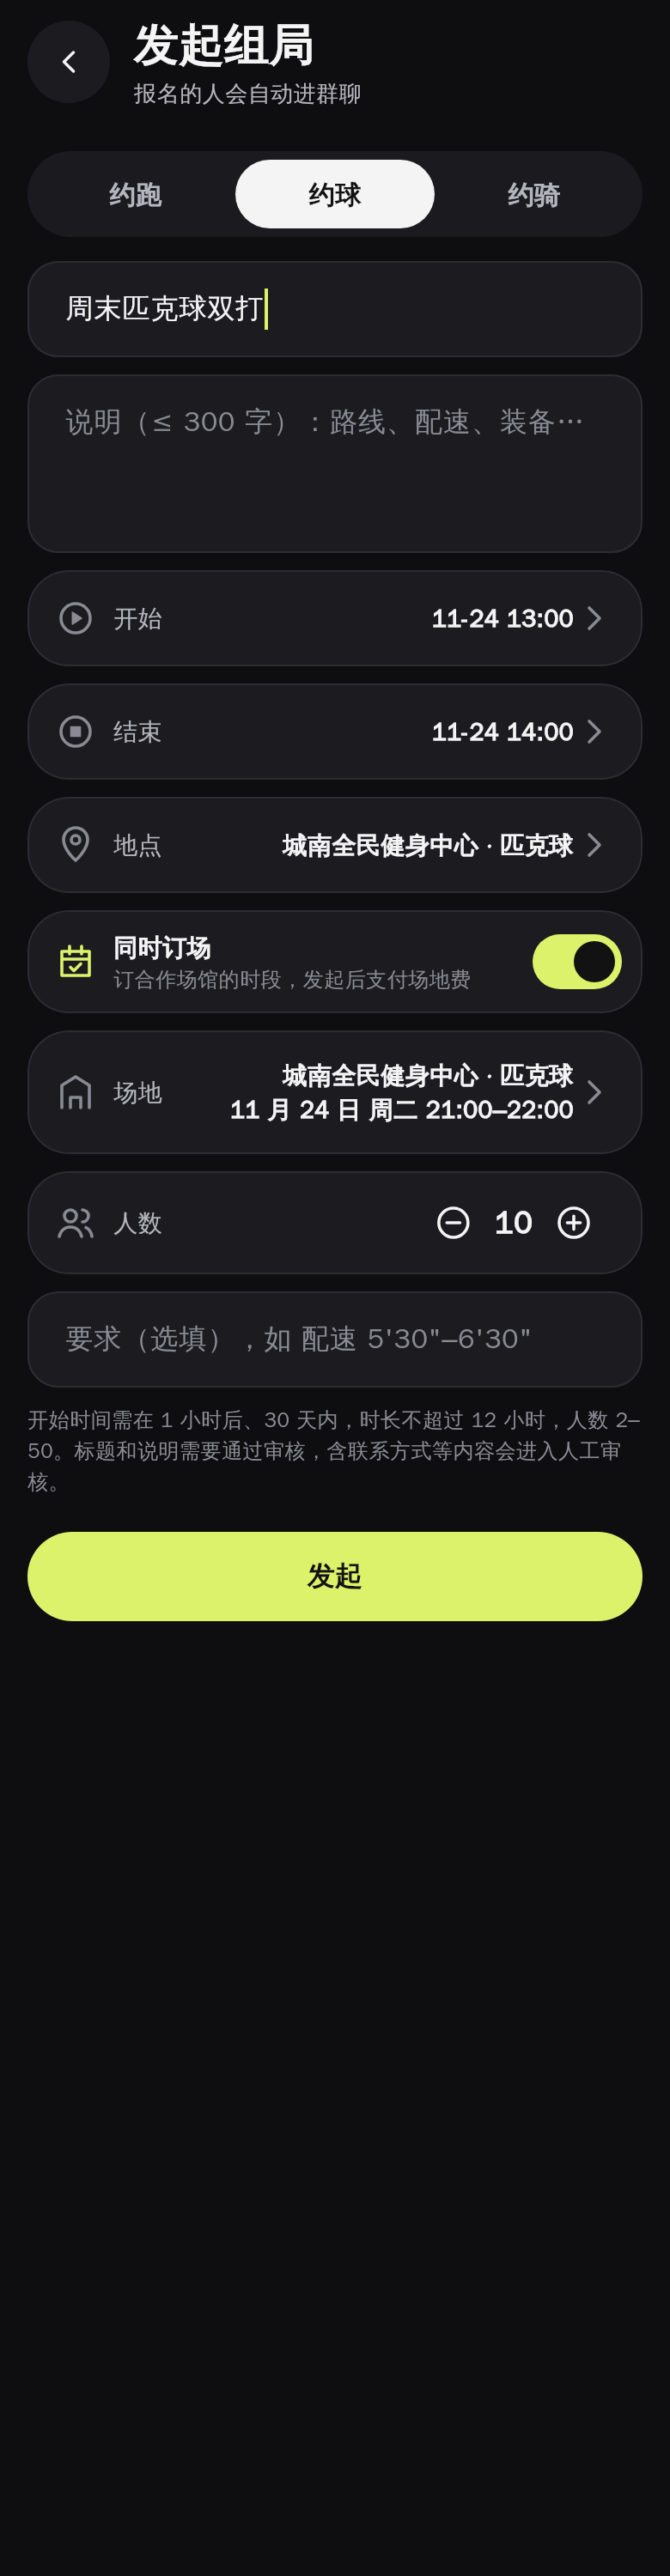 发起组局
报名的人会自动进群聊
约跑
约球
约骑
周末匹克球双打
说明（≤ 300 字）：路线、配速、装备…
开始
11-24 13:00
结束
11-24 14:00
地点
城南全民健身中心 · 匹克球
同时订场
订合作场馆的时段，发起后支付场地费
场地
城南全民健身中心 · 匹克球
11 月 24 日 周二 21:00–22:00
人数
10
要求（选填），如 配速 5'30"–6'30"
开始时间需在 1 小时后、30 天内，时长不超过 12 小时，人数 2–
50。标题和说明需要通过审核，含联系方式等内容会进入人工审
核。
发起